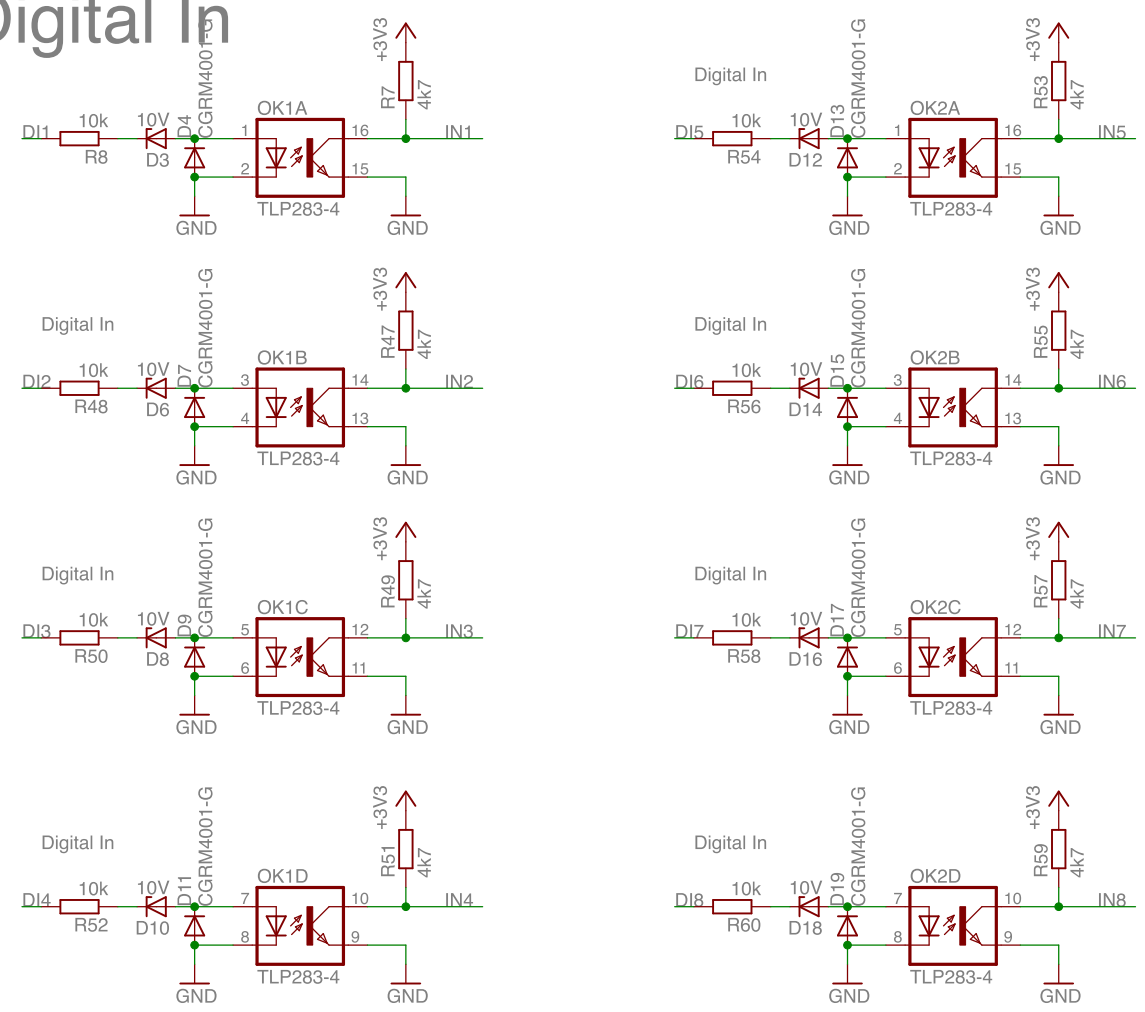 Digital In
+3V3
R7
4k7
CGRM4001-G
D4
OK1A
DI1
10k
R8
10V
D3
1
16
2
15
IN1
TLP283-4
GND
GND
Digital In
+3V3
R53
4k7
CGRM4001-G
D13
OK2A
DI5
10k
R54
10V
D12
1
16
2
15
IN5
TLP283-4
GND
GND
Digital In
+3V3
R47
4k7
CGRM4001-G
D7
OK1B
DI2
10k
R48
10V
D6
3
14
4
13
IN2
TLP283-4
GND
GND
Digital In
+3V3
R55
4k7
CGRM4001-G
D15
OK2B
DI6
10k
R56
10V
D14
3
14
4
13
IN6
TLP283-4
GND
GND
Digital In
+3V3
R49
4k7
CGRM4001-G
D9
OK1C
DI3
10k
R50
10V
D8
5
12
6
11
IN3
TLP283-4
GND
GND
Digital In
+3V3
R57
4k7
CGRM4001-G
D17
OK2C
DI7
10k
R58
10V
D16
5
12
6
11
IN7
TLP283-4
GND
GND
Digital In
+3V3
R51
4k7
CGRM4001-G
D11
OK1D
DI4
10k
R52
10V
D10
7
10
8
9
IN4
TLP283-4
GND
GND
Digital In
+3V3
R59
4k7
CGRM4001-G
D19
OK2D
DI8
10k
R60
10V
D18
7
10
8
9
IN8
TLP283-4
GND
GND